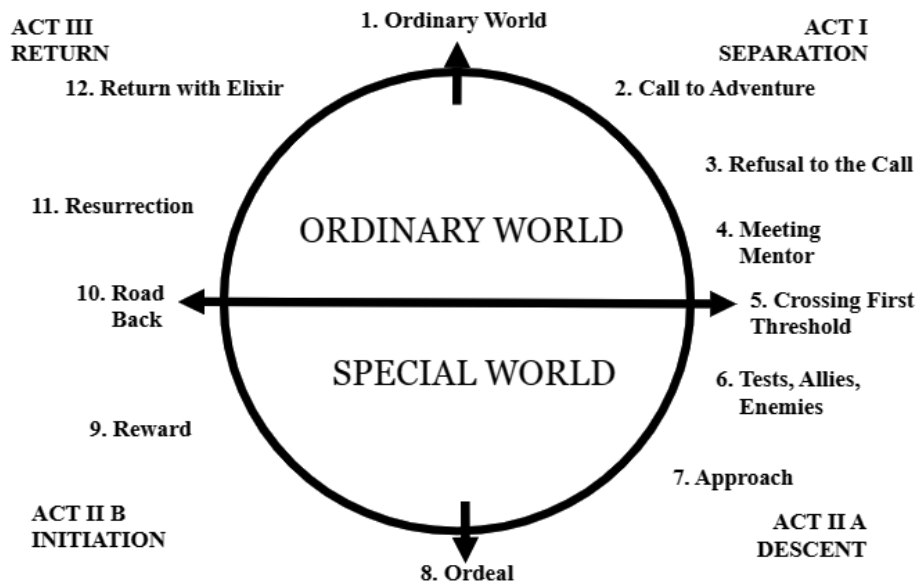 ACT III
RETURN
1. Ordinary World
ACT I
SEPARATION
12. Return with Elixir
2. Call to Adventure
3. Refusal to the Call
11. Resurrection
ORDINARY WORLD
4. Meeting
Mentor
10. Road
Back
5. Crossing First
Threshold
SPECIAL WORLD
6. Tests, Allies,
Enemies
9. Reward
7. Approach
ACT II B
INITIATION
ACT II A
DESCENT
8. Ordeal